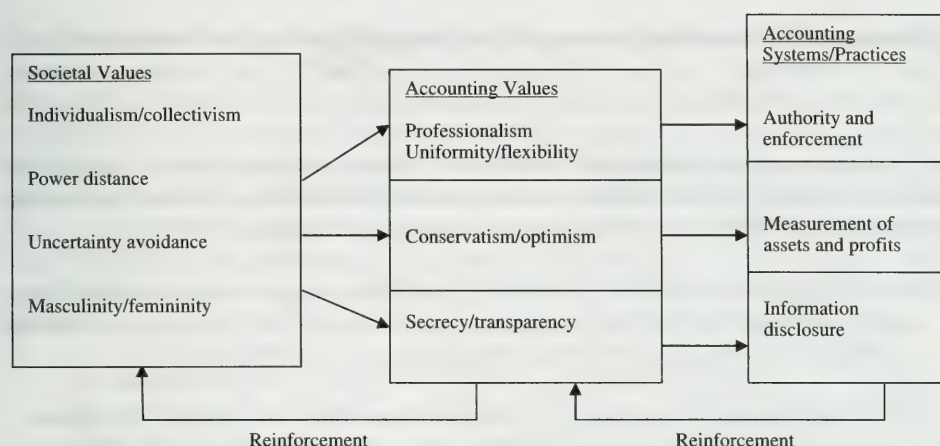 Societal Values
Individualism/collectivism
Power distance
Uncertainty avoidance
Masculinity/femininity
Accounting Values
Professionalism
Uniformity/flexibility
Conservatism/optimism
Secrecy/transparency
Accounting
Systems/Practices
Authority and
enforcement
Measurement of
assets and profits
Information
disclosure
Reinforcement
Reinforcement